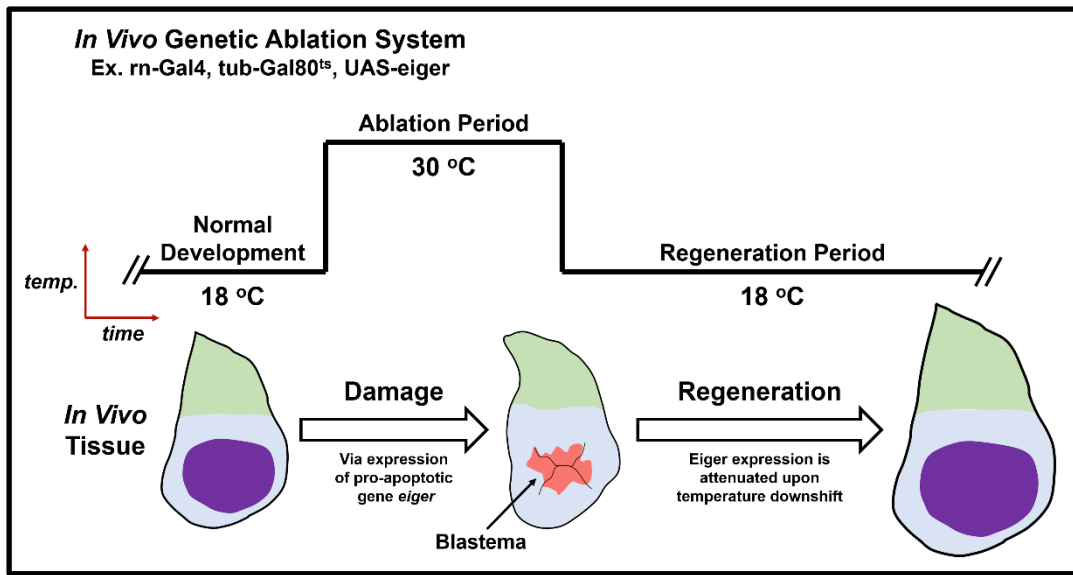 In Vivo Genetic Ablation System
Ex. rn-Gal4, tub-Gal80ᵗˢ, UAS-eiger
Ablation Period
30 ᵒC
Normal
Development
18 ᵒC
Regeneration Period
18 ᵒC
temp.
time
In Vivo
Tissue
Damage
Via expression
of pro-apoptotic
gene eiger
Blastema
Regeneration
Eiger expression is
attenuated upon
temperature downshift